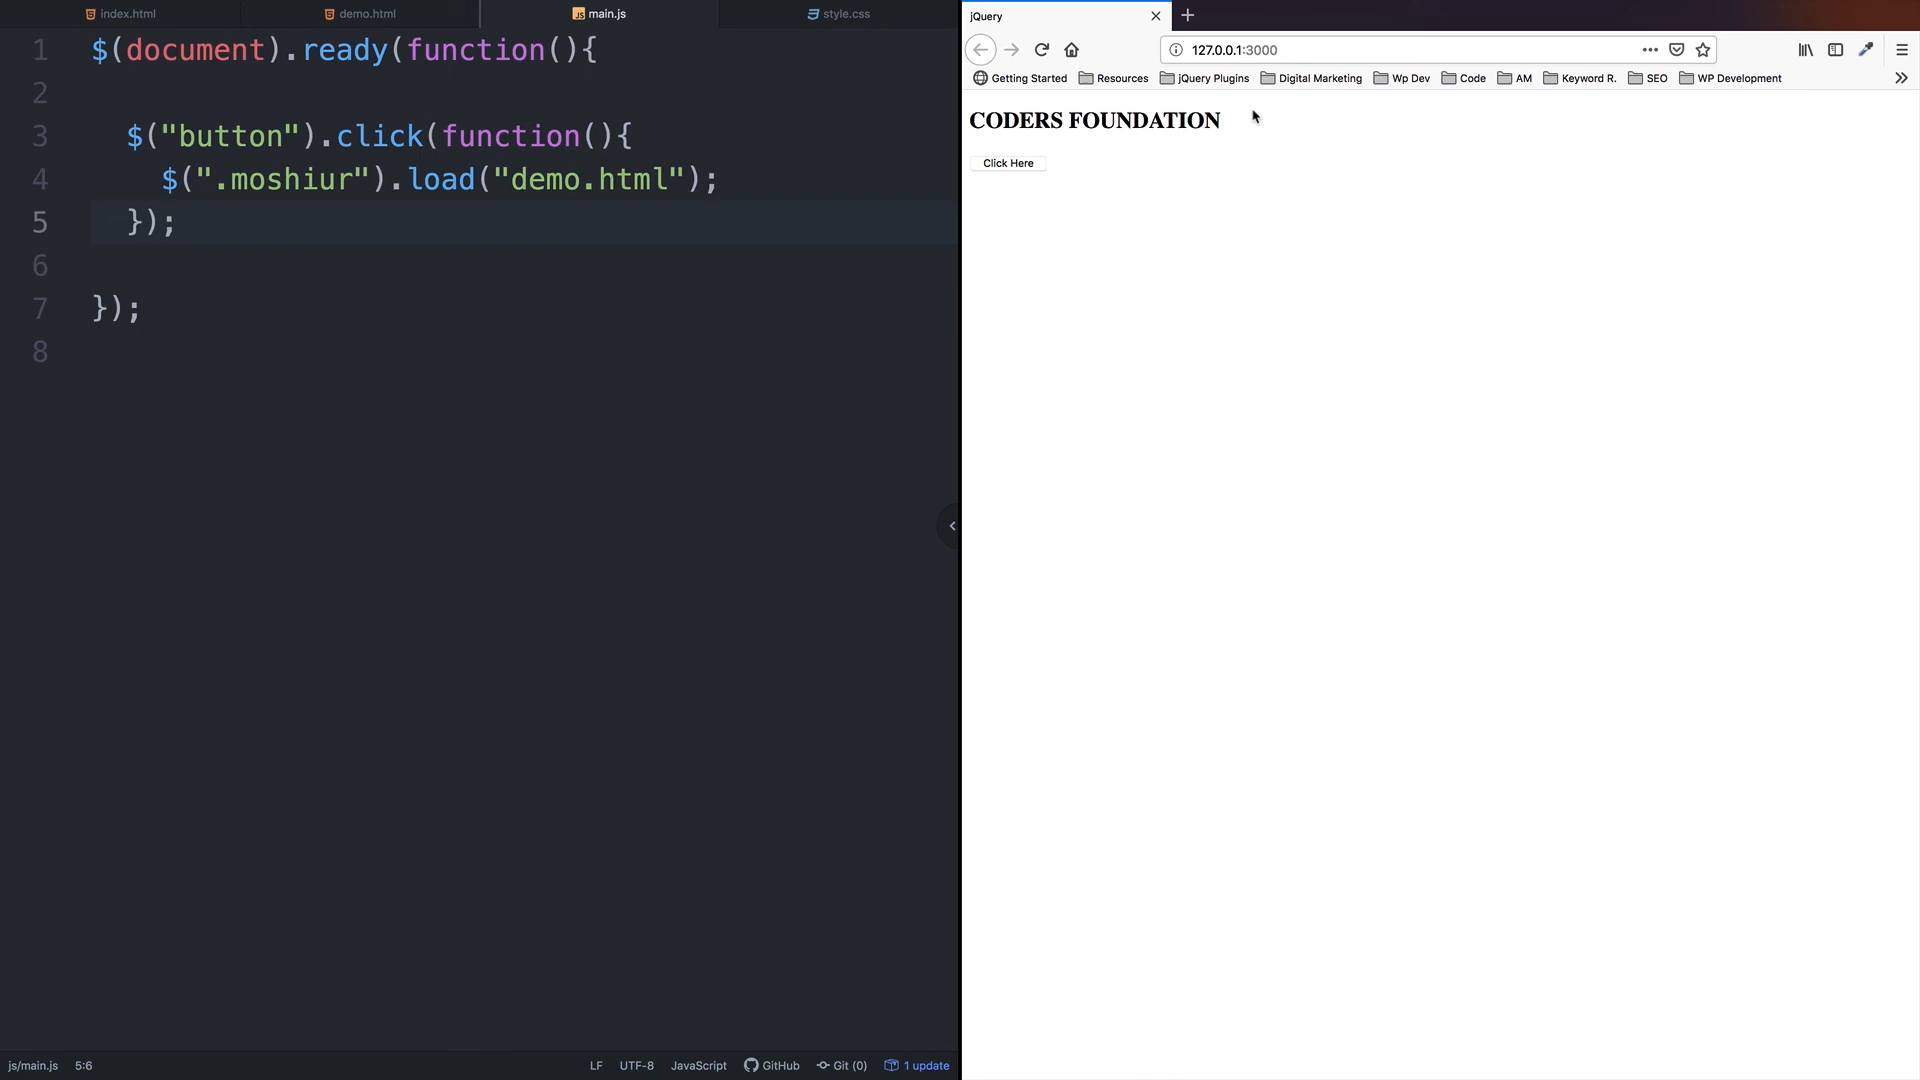 index.html
demo.html
main.js
style.css
1 $(document).ready(function(){
2
3 $("button").click(function(){
4 $(".moshiur").load("demo.html");
5 });
6
7 });
8
js/main.js 5:6 LF UTF-8 JavaScript GitHub Git (0) 1 update
jQuery
127.0.0.1:3000
Getting Started Resources jQuery Plugins Digital Marketing Wp Dev Code AM Keyword R. SEO WP Development
CODERS FOUNDATION
Click Here